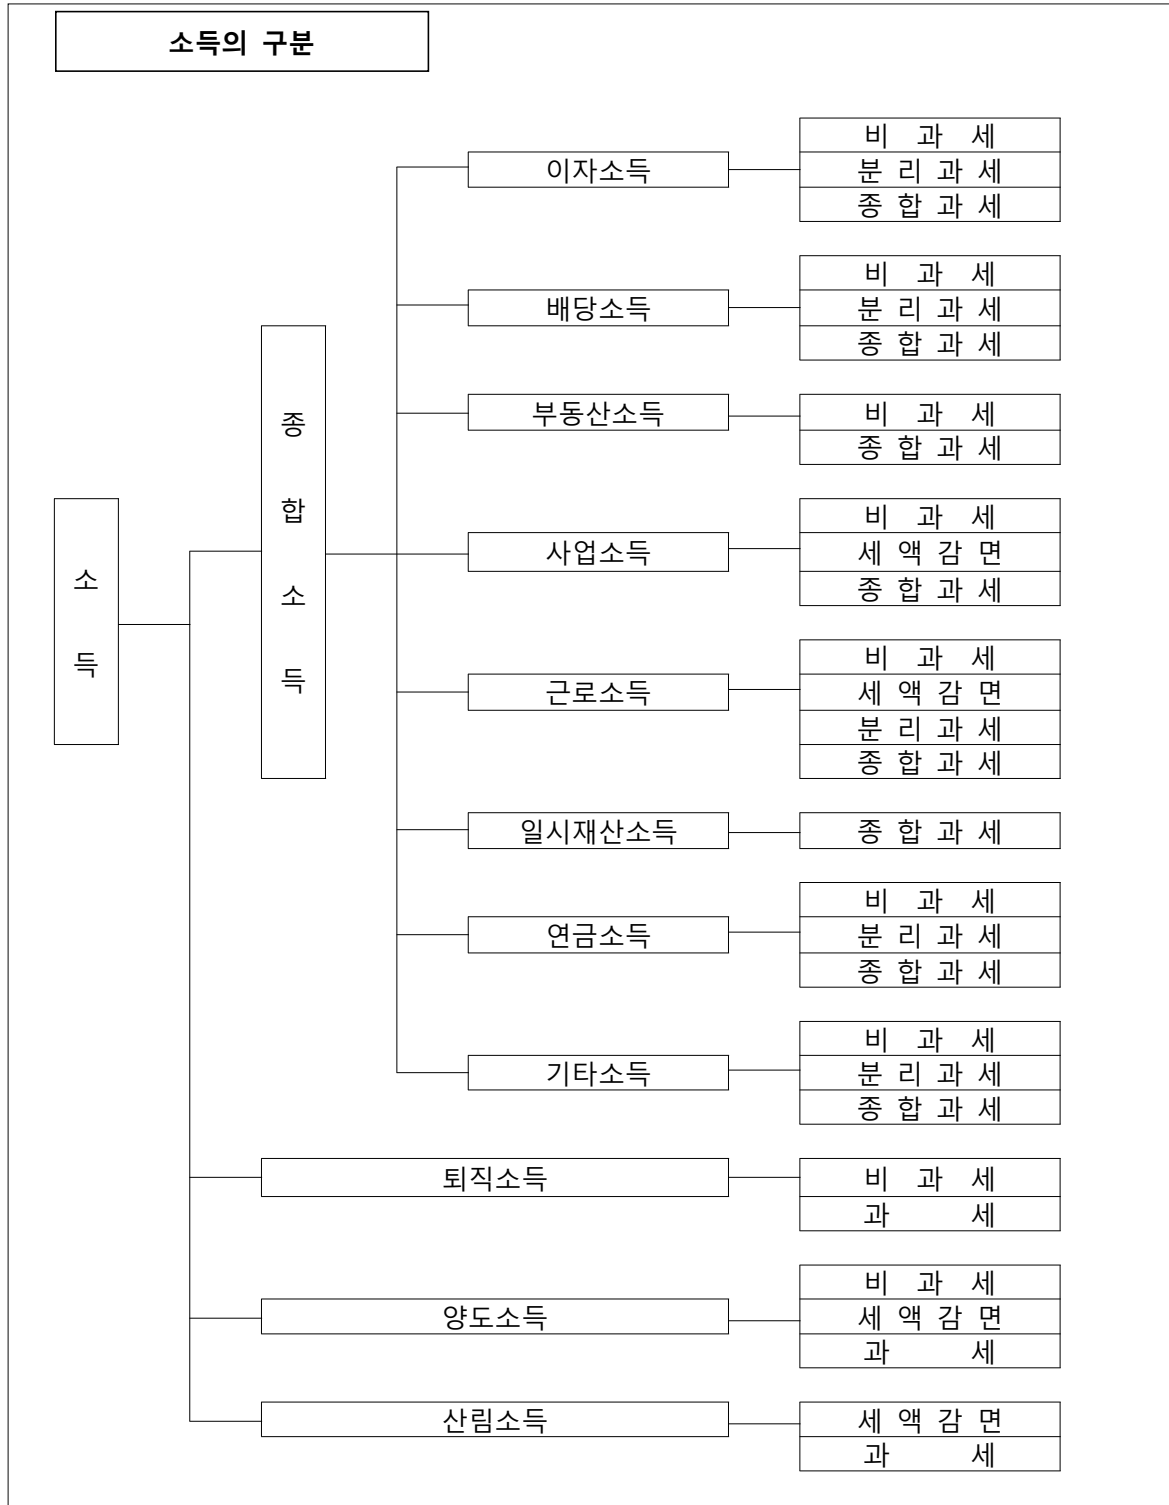 소득의 구분
비 과 세
이자소득
분 리 과 세
종 합 과 세
비 과 세
배당소득
분 리 과 세
종 합 과 세
종
합
소
득
부동산소득
비 과 세
종 합 과 세
소
득
비 과 세
사업소득
세 액 감 면
종 합 과 세
비 과 세
근로소득
세 액 감 면
분 리 과 세
종 합 과 세
일시재산소득
종 합 과 세
비 과 세
연금소득
분 리 과 세
종 합 과 세
비 과 세
기타소득
분 리 과 세
종 합 과 세
퇴직소득
비 과 세
과 세
비 과 세
양도소득
세 액 감 면
과 세
산림소득
세 액 감 면
과 세